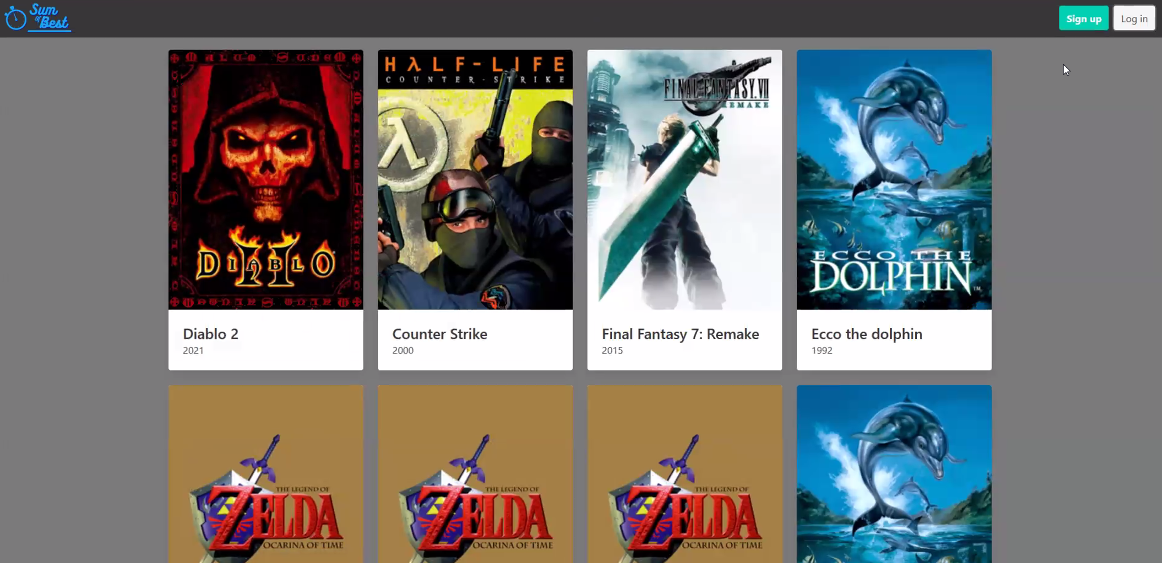 Sum
of
Best
Sign up
Log in
DIABLO
II
HALF-LIFE
COUNTER-STRIKE
FINAL FANTASY VII
REMAKE
ECCO THE
DOLPHIN™
Diablo 2
2021
Counter Strike
2000
Final Fantasy 7: Remake
2015
Ecco the dolphin
1992
THE LEGEND OF
ZELDA
OCARINA OF TIME
THE LEGEND OF
ZELDA
OCARINA OF TIME
THE LEGEND OF
ZELDA
OCARINA OF TIME